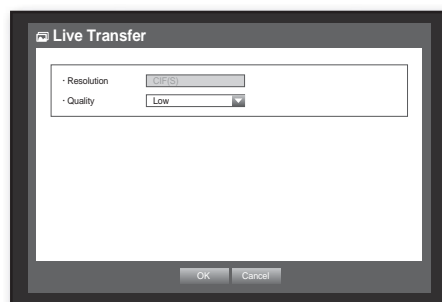 Live Transfer
· Resolution CIF(S)
· Quality Low
OK Cancel